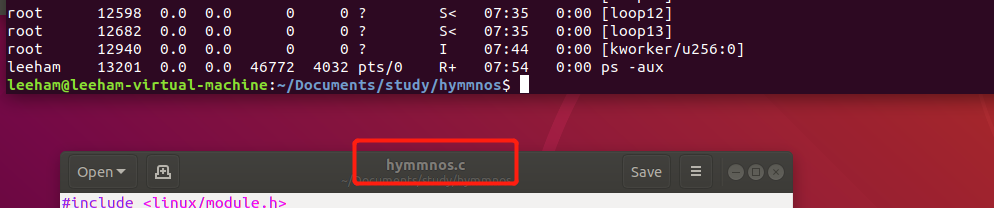 [loop12]
root 12598 0.0 0.0 0 0 ? S< 07:35 0:00 [loop12]
root 12682 0.0 0.0 0 0 ? S< 07:35 0:00 [loop13]
root 12940 0.0 0.0 0 0 ? I 07:44 0:00 [kworker/u256:0]
leeham 13201 0.0 0.0 46772 4032 pts/0 R+ 07:54 0:00 ps -aux
leeham@leeham-virtual-machine:~/Documents/study/hymmnos$
Open
hymmnos.c
~/Documents/study/hymmnos
Save
#include <linux/module.h>